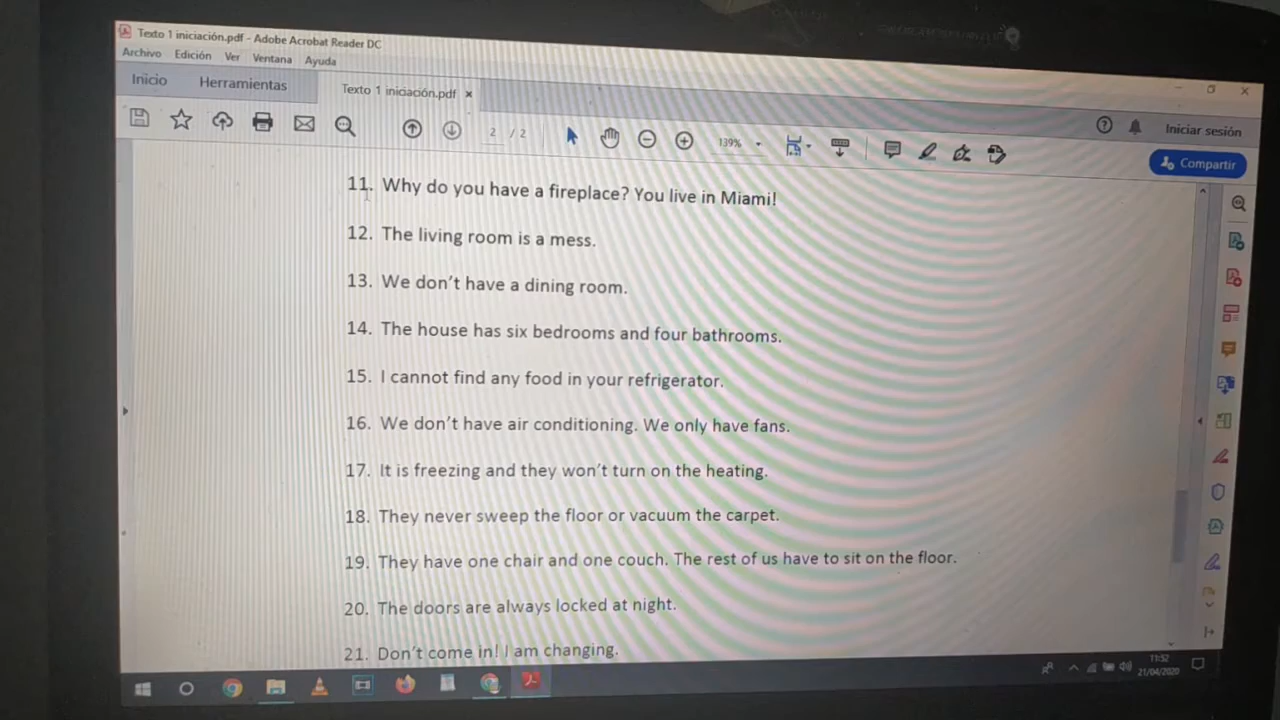 Texto 1 iniciación.pdf - Adobe Acrobat Reader DC
Archivo Edición Ver Ventana Ayuda
Inicio Herramientas Texto 1 iniciación.pdf × Iniciar sesión
2 / 2 139% Compartir
11. Why do you have a fireplace? You live in Miami!
12. The living room is a mess.
13. We don't have a dining room.
14. The house has six bedrooms and four bathrooms.
15. I cannot find any food in your refrigerator.
16. We don't have air conditioning. We only have fans.
17. It is freezing and they won't turn on the heating.
18. They never sweep the floor or vacuum the carpet.
19. They have one chair and one couch. The rest of us have to sit on the floor.
20. The doors are always locked at night.
21. Don't come in! I am changing.
11:52
21/04/2020